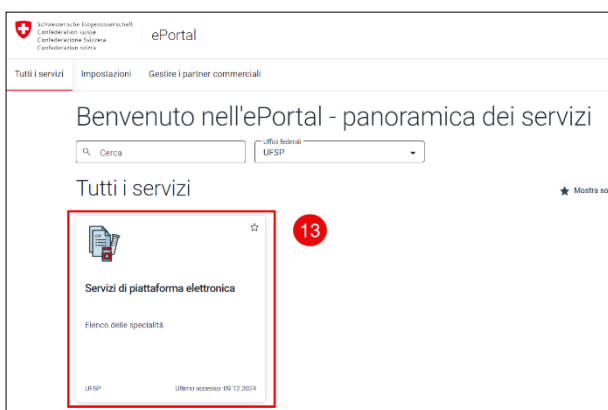 Schweizerische Eidgenossenschaft
Confédération suisse
Confederazione Svizzera
Confederaziun svizra
ePortal
Tutti i servizi Impostazioni Gestire i partner commerciali
Benvenuto nell'ePortal - panoramica dei servizi
Cerca
Uffici federali
UFSP
Tutti i servizi
Mostra so
13
Servizi di piattaforma elettronica
Elenco delle specialità
UFSP Ultimo accesso: 09.12.2024